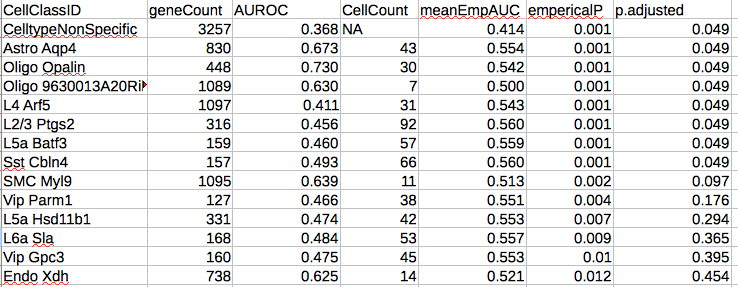 CellClassID geneCount AUROC CellCount meanEmpAUC empericalP p.adjusted
CelltypeNonSpecific 3257 0.368 NA 0.414 0.001 0.049
Astro Aqp4 830 0.673 43 0.554 0.001 0.049
Oligo Opalin 448 0.730 30 0.542 0.001 0.049
Oligo 9630013A20Ri 1089 0.630 7 0.500 0.001 0.049
L4 Arf5 1097 0.411 31 0.543 0.001 0.049
L2/3 Ptgs2 316 0.456 92 0.560 0.001 0.049
L5a Batf3 159 0.460 57 0.559 0.001 0.049
Sst Cbln4 157 0.493 66 0.560 0.001 0.049
SMC Myl9 1095 0.639 11 0.513 0.002 0.097
Vip Parm1 127 0.466 38 0.551 0.004 0.176
L5a Hsd11b1 331 0.474 42 0.553 0.007 0.294
L6a Sla 168 0.484 53 0.557 0.009 0.365
Vip Gpc3 160 0.475 45 0.553 0.01 0.395
Endo Xdh 738 0.625 14 0.521 0.012 0.454